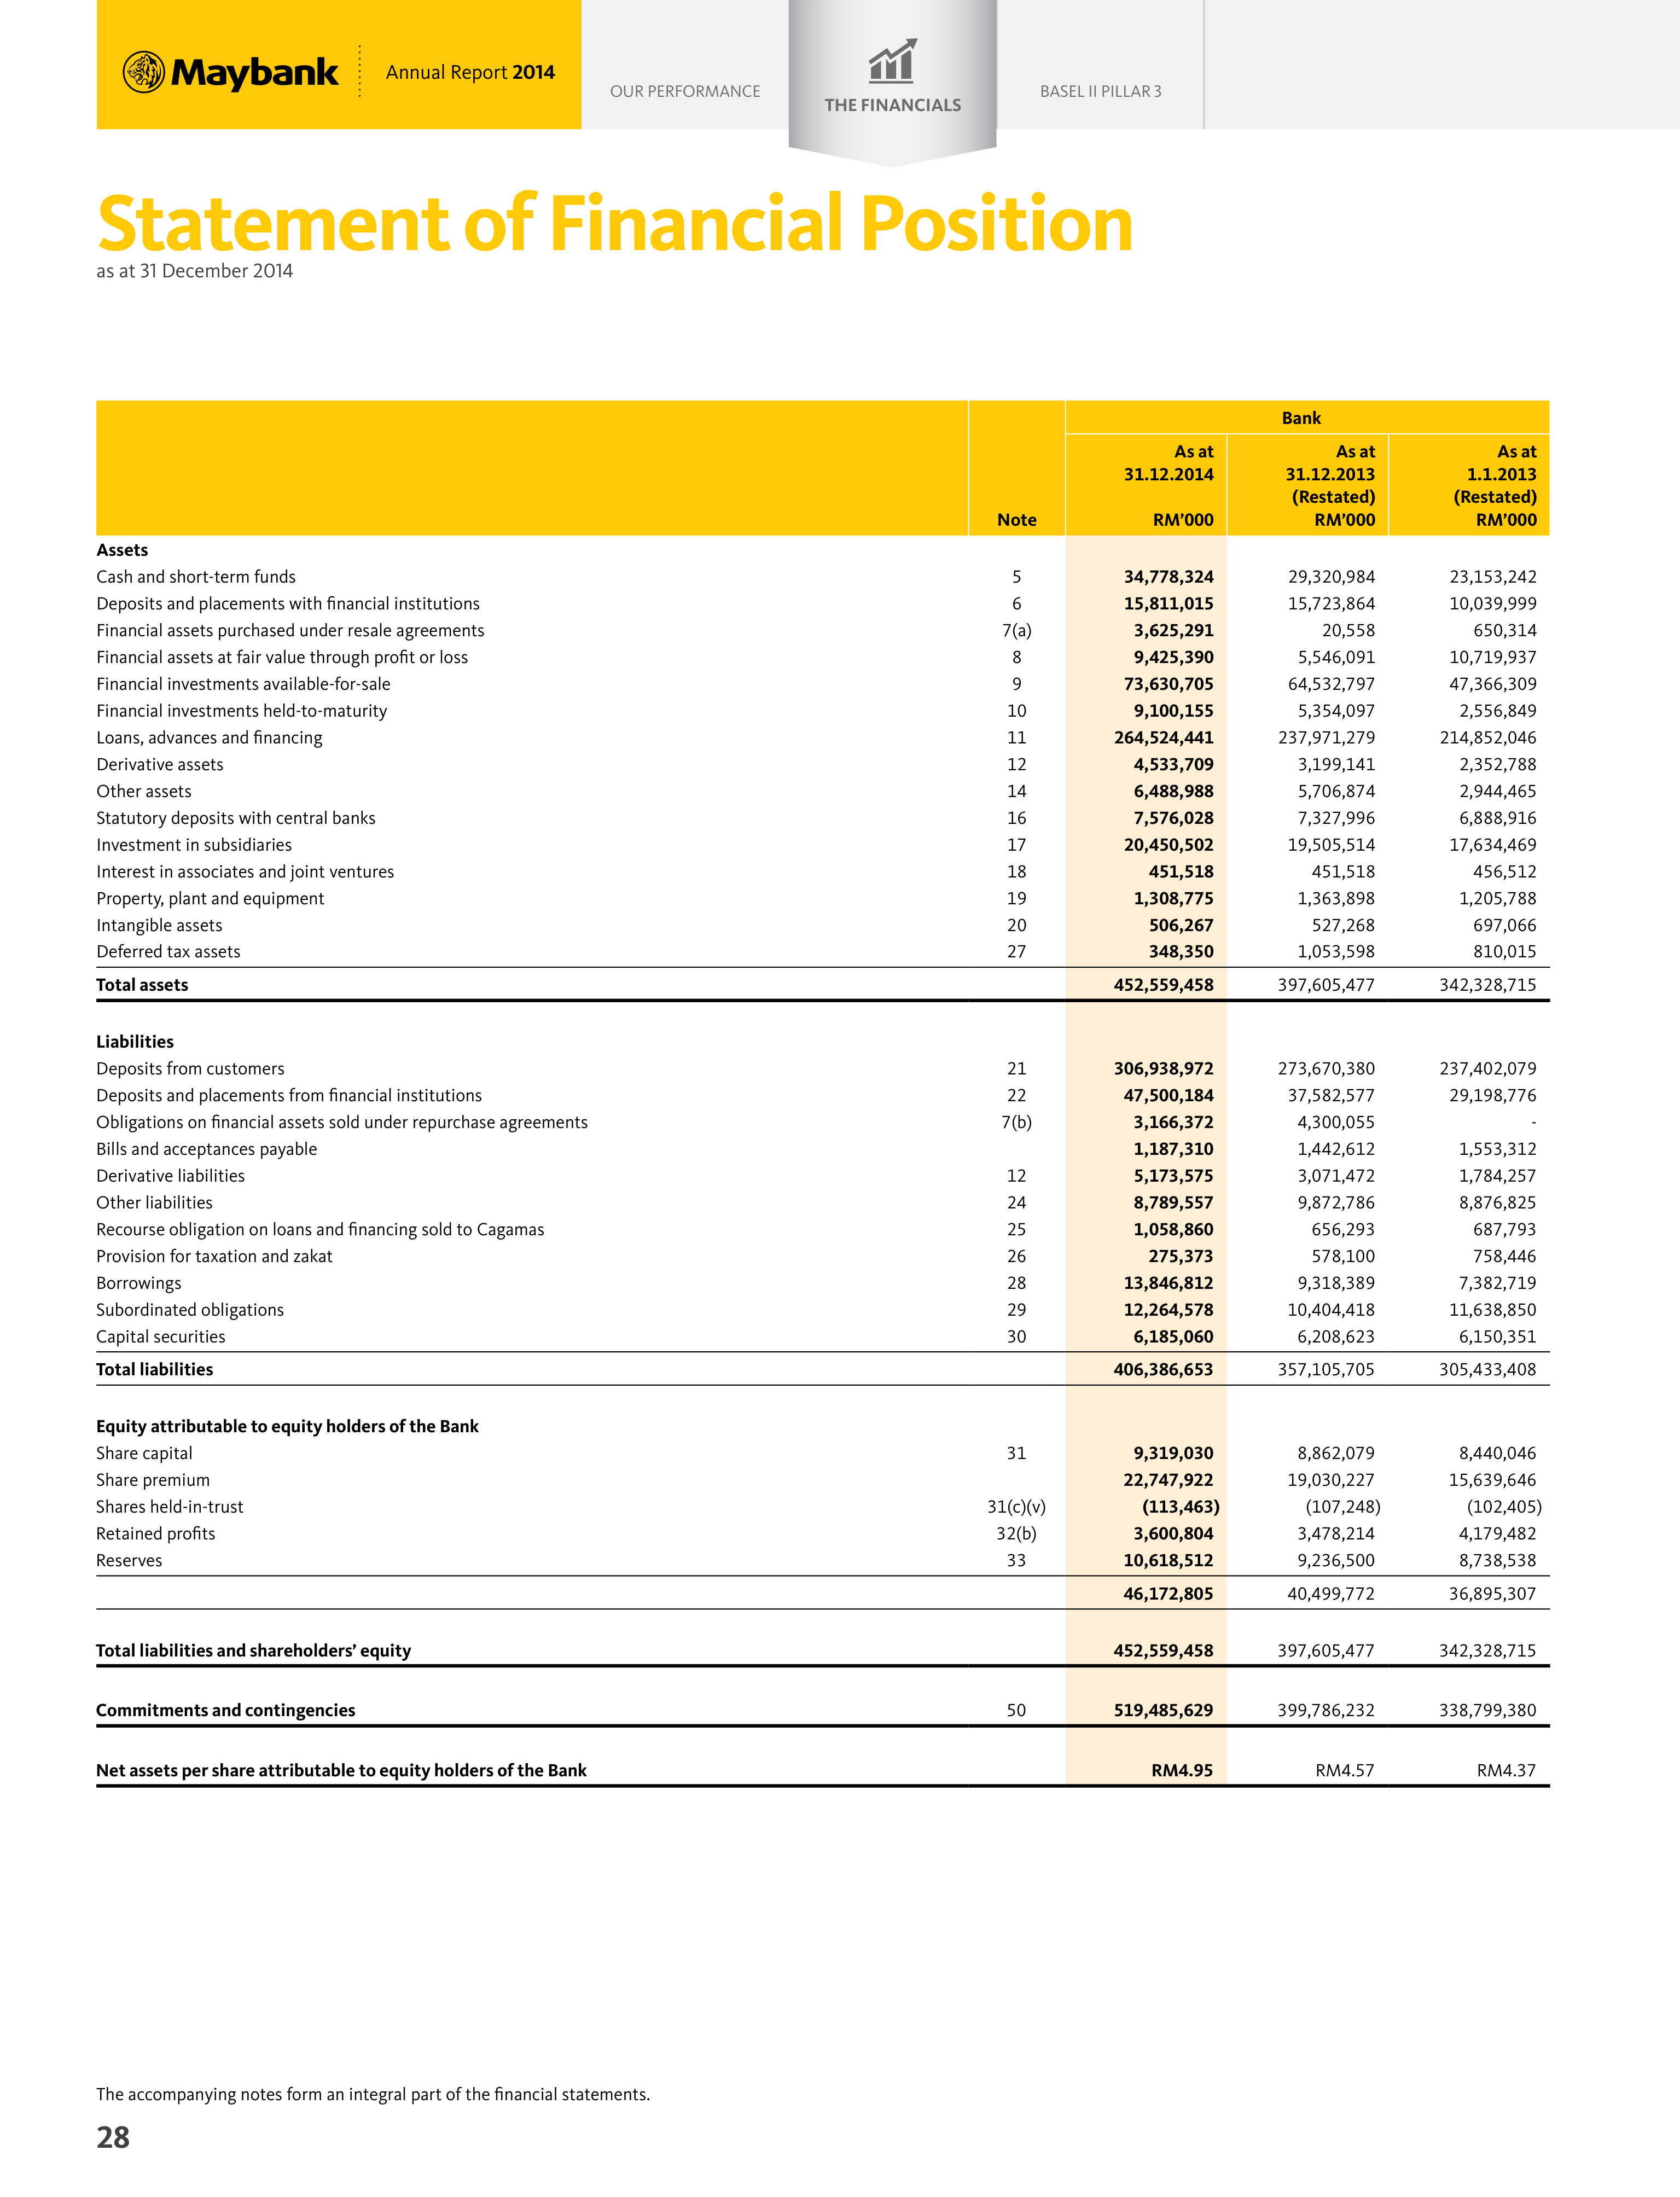 Maybank Annual Report 2014
OUR PERFORMANCE
THE FINANCIALS
BASEL II PILLAR 3
Statement of Financial Position
as at 31 December 2014
Bank
As at As at As at
31.12.2014 31.12.2013 1.1.2013
(Restated) (Restated)
Note RM’000 RM’000 RM’000
Assets
Cash and short-term funds 5 34,778,324 29,320,984 23,153,242
Deposits and placements with financial institutions 6 15,811,015 15,723,864 10,039,999
Financial assets purchased under resale agreements 7(a) 3,625,291 20,558 650,314
Financial assets at fair value through profit or loss 8 9,425,390 5,546,091 10,719,937
Financial investments available-for-sale 9 73,630,705 64,532,797 47,366,309
Financial investments held-to-maturity 10 9,100,155 5,354,097 2,556,849
Loans, advances and financing 11 264,524,441 237,971,279 214,852,046
Derivative assets 12 4,533,709 3,199,141 2,352,788
Other assets 14 6,488,988 5,706,874 2,944,465
Statutory deposits with central banks 16 7,576,028 7,327,996 6,888,916
Investment in subsidiaries 17 20,450,502 19,505,514 17,634,469
Interest in associates and joint ventures 18 451,518 451,518 456,512
Property, plant and equipment 19 1,308,775 1,363,898 1,205,788
Intangible assets 20 506,267 527,268 697,066
Deferred tax assets 27 348,350 1,053,598 810,015
Total assets 452,559,458 397,605,477 342,328,715
Liabilities
Deposits from customers 21 306,938,972 273,670,380 237,402,079
Deposits and placements from financial institutions 22 47,500,184 37,582,577 29,198,776
Obligations on financial assets sold under repurchase agreements 7(b) 3,166,372 4,300,055 -
Bills and acceptances payable 1,187,310 1,442,612 1,553,312
Derivative liabilities 12 5,173,575 3,071,472 1,784,257
Other liabilities 24 8,789,557 9,872,786 8,876,825
Recourse obligation on loans and financing sold to Cagamas 25 1,058,860 656,293 687,793
Provision for taxation and zakat 26 275,373 578,100 758,446
Borrowings 28 13,846,812 9,318,389 7,382,719
Subordinated obligations 29 12,264,578 10,404,418 11,638,850
Capital securities 30 6,185,060 6,208,623 6,150,351
Total liabilities 406,386,653 357,105,705 305,433,408
Equity attributable to equity holders of the Bank
Share capital 31 9,319,030 8,862,079 8,440,046
Share premium 22,747,922 19,030,227 15,639,646
Shares held-in-trust 31(c)(v) (113,463) (107,248) (102,405)
Retained profits 32(b) 3,600,804 3,478,214 4,179,482
Reserves 33 10,618,512 9,236,500 8,738,538
46,172,805 40,499,772 36,895,307
Total liabilities and shareholders’ equity 452,559,458 397,605,477 342,328,715
Commitments and contingencies 50 519,485,629 399,786,232 338,799,380
Net assets per share attributable to equity holders of the Bank RM4.95 RM4.57 RM4.37
The accompanying notes form an integral part of the financial statements.
28